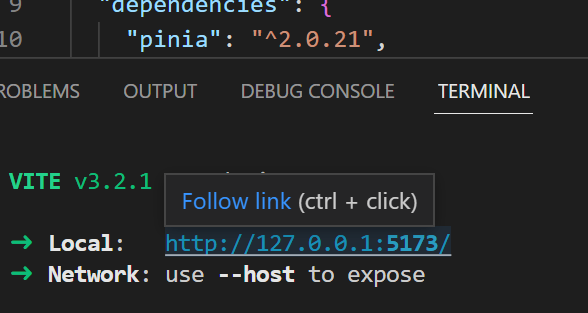 9 "dependencies": {
10 "pinia": "^2.0.21",
ROBLEMS OUTPUT DEBUG CONSOLE TERMINAL
VITE v3.2.1
Follow link (ctrl + click)
➜ Local: http://127.0.0.1:5173/
➜ Network: use --host to expose